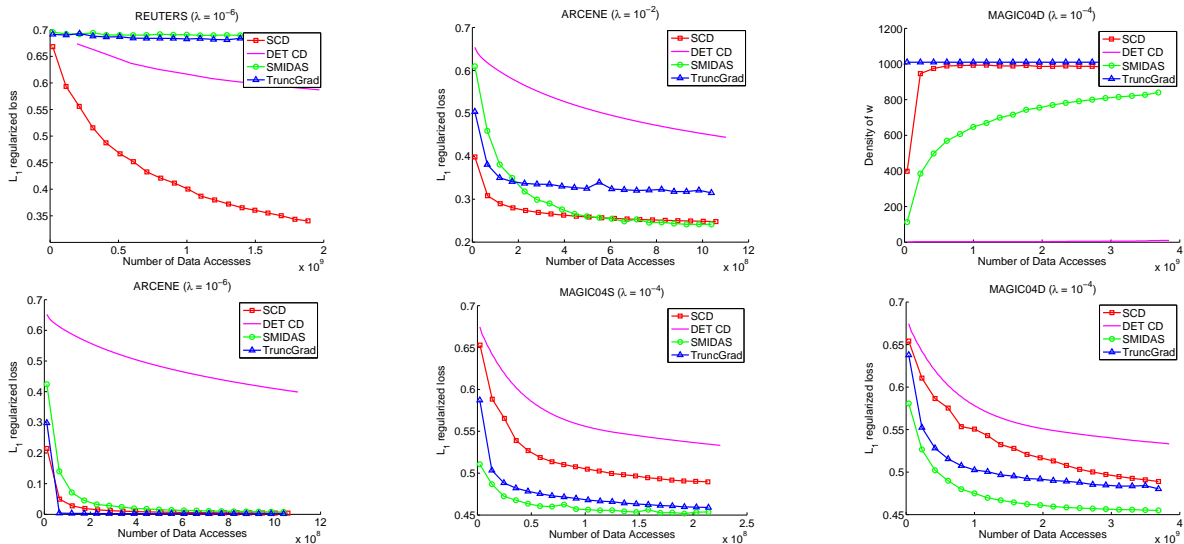 REUTERS (λ = 10⁻⁶)
0.7
0.65
0.6
0.55
0.5
0.45
0.4
0.35
L₁ regularized loss
0
0.5
1
1.5
2
x 10⁹
Number of Data Accesses
SCD
DET CD
SMIDAS
TruncGrad
ARCENE (λ = 10⁻²)
0.7
0.6
0.5
0.4
0.3
0.2
L₁ regularized loss
0
2
4
6
8
10
12
x 10⁸
Number of Data Accesses
SCD
DET CD
SMIDAS
TruncGrad
MAGIC04D (λ = 10⁻⁴)
1200
1000
800
600
400
200
0
Density of w
0
1
2
3
4
x 10⁹
Number of Data Accesses
SCD
DET CD
SMIDAS
TruncGrad
ARCENE (λ = 10⁻⁶)
0.7
0.6
0.5
0.4
0.3
0.2
0.1
0
L₁ regularized loss
0
2
4
6
8
10
12
x 10⁸
Number of Data Accesses
SCD
DET CD
SMIDAS
TruncGrad
MAGIC04S (λ = 10⁻⁴)
0.7
0.65
0.6
0.55
0.5
0.45
L₁ regularized loss
0
0.5
1
1.5
2
2.5
x 10⁸
Number of Data Accesses
SCD
DET CD
SMIDAS
TruncGrad
MAGIC04D (λ = 10⁻⁴)
0.7
0.65
0.6
0.55
0.5
0.45
L₁ regularized loss
0
1
2
3
4
x 10⁹
Number of Data Accesses
SCD
DET CD
SMIDAS
TruncGrad